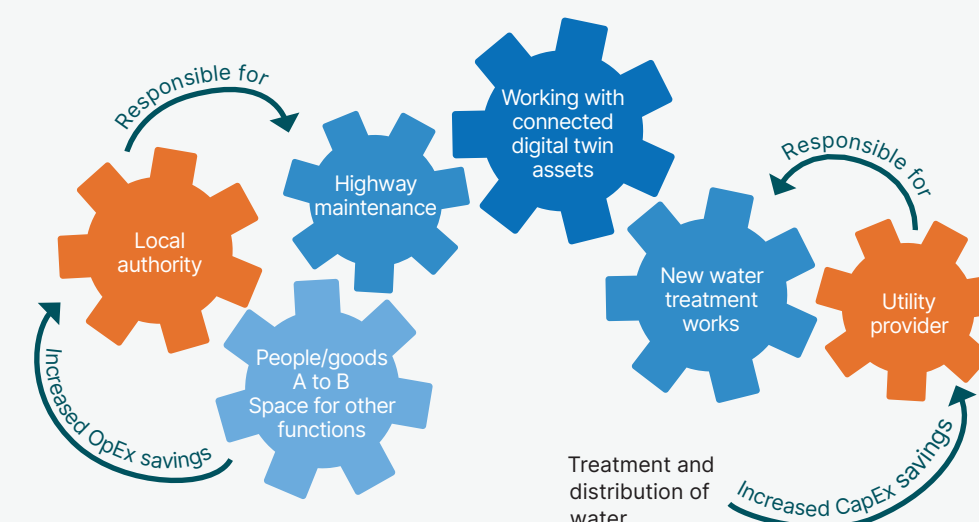 Responsible for
Working with
connected
digital twin
assets
Highway
maintenance
Local
authority
Responsible for
New water
treatment
works
Utility
provider
People/goods
A to B
Space for other
functions
Increased OpEx savings
Treatment and
distribution of
water
Increased CapEx savings